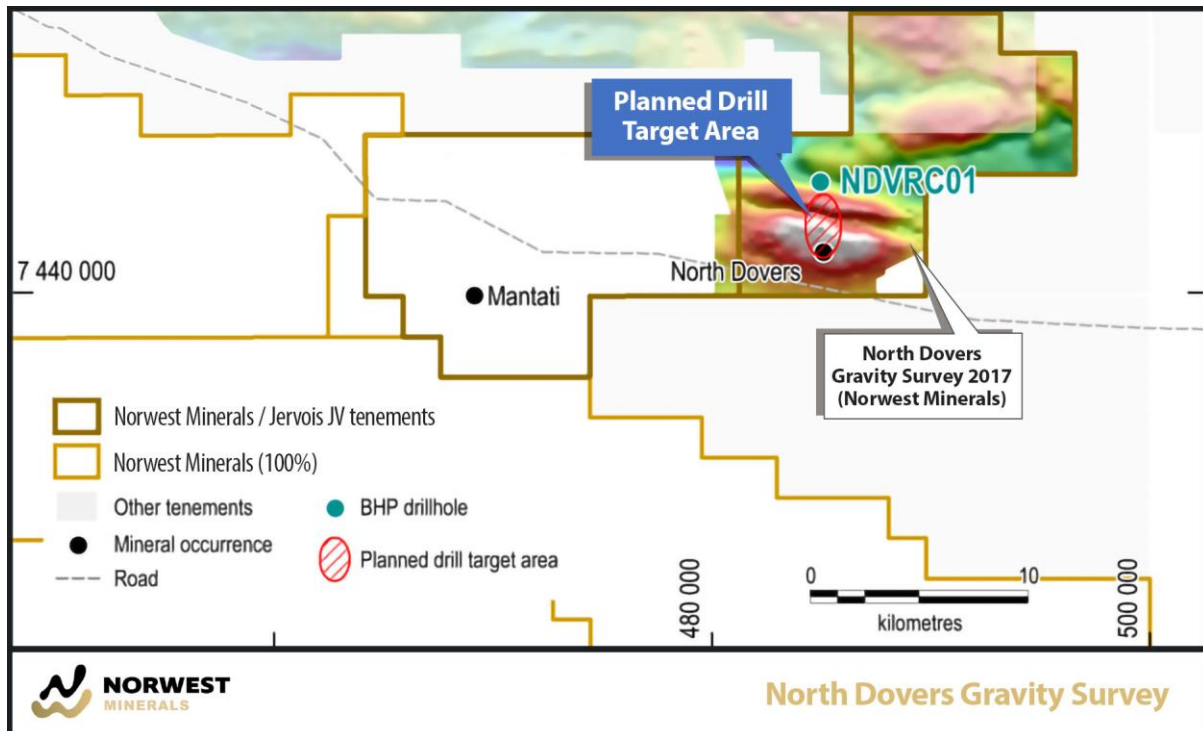 Planned Drill
Target Area
NDVRC01
7 440 000
North Dovers
Mantati
North Dovers
Gravity Survey 2017
(Norwest Minerals)
Norwest Minerals / Jervois JV tenements
Norwest Minerals (100%)
Other tenements
BHP drillhole
Mineral occurrence
Planned drill target area
Road
0 10
kilometres
480 000
500 000
NORWEST
MINERALS
North Dovers Gravity Survey